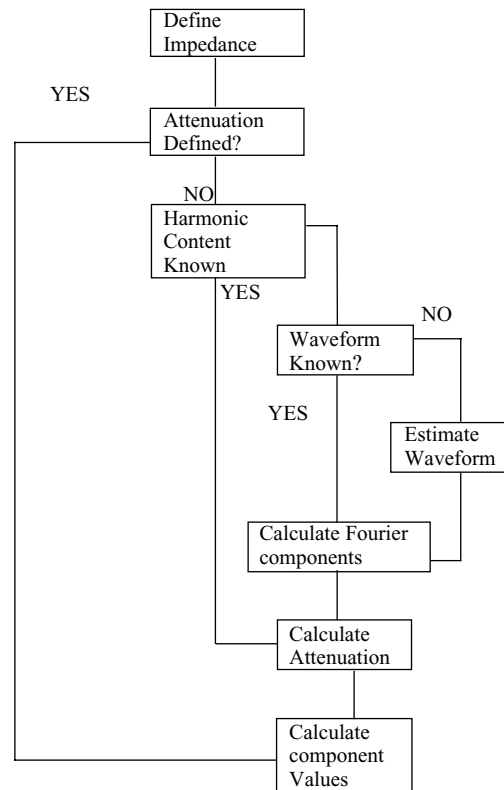 Define
Impedance
YES
Attenuation
Defined?
NO
Harmonic
Content
Known
YES
NO
Waveform
Known?
YES
Estimate
Waveform
Calculate Fourier
components
Calculate
Attenuation
Calculate
component
Values